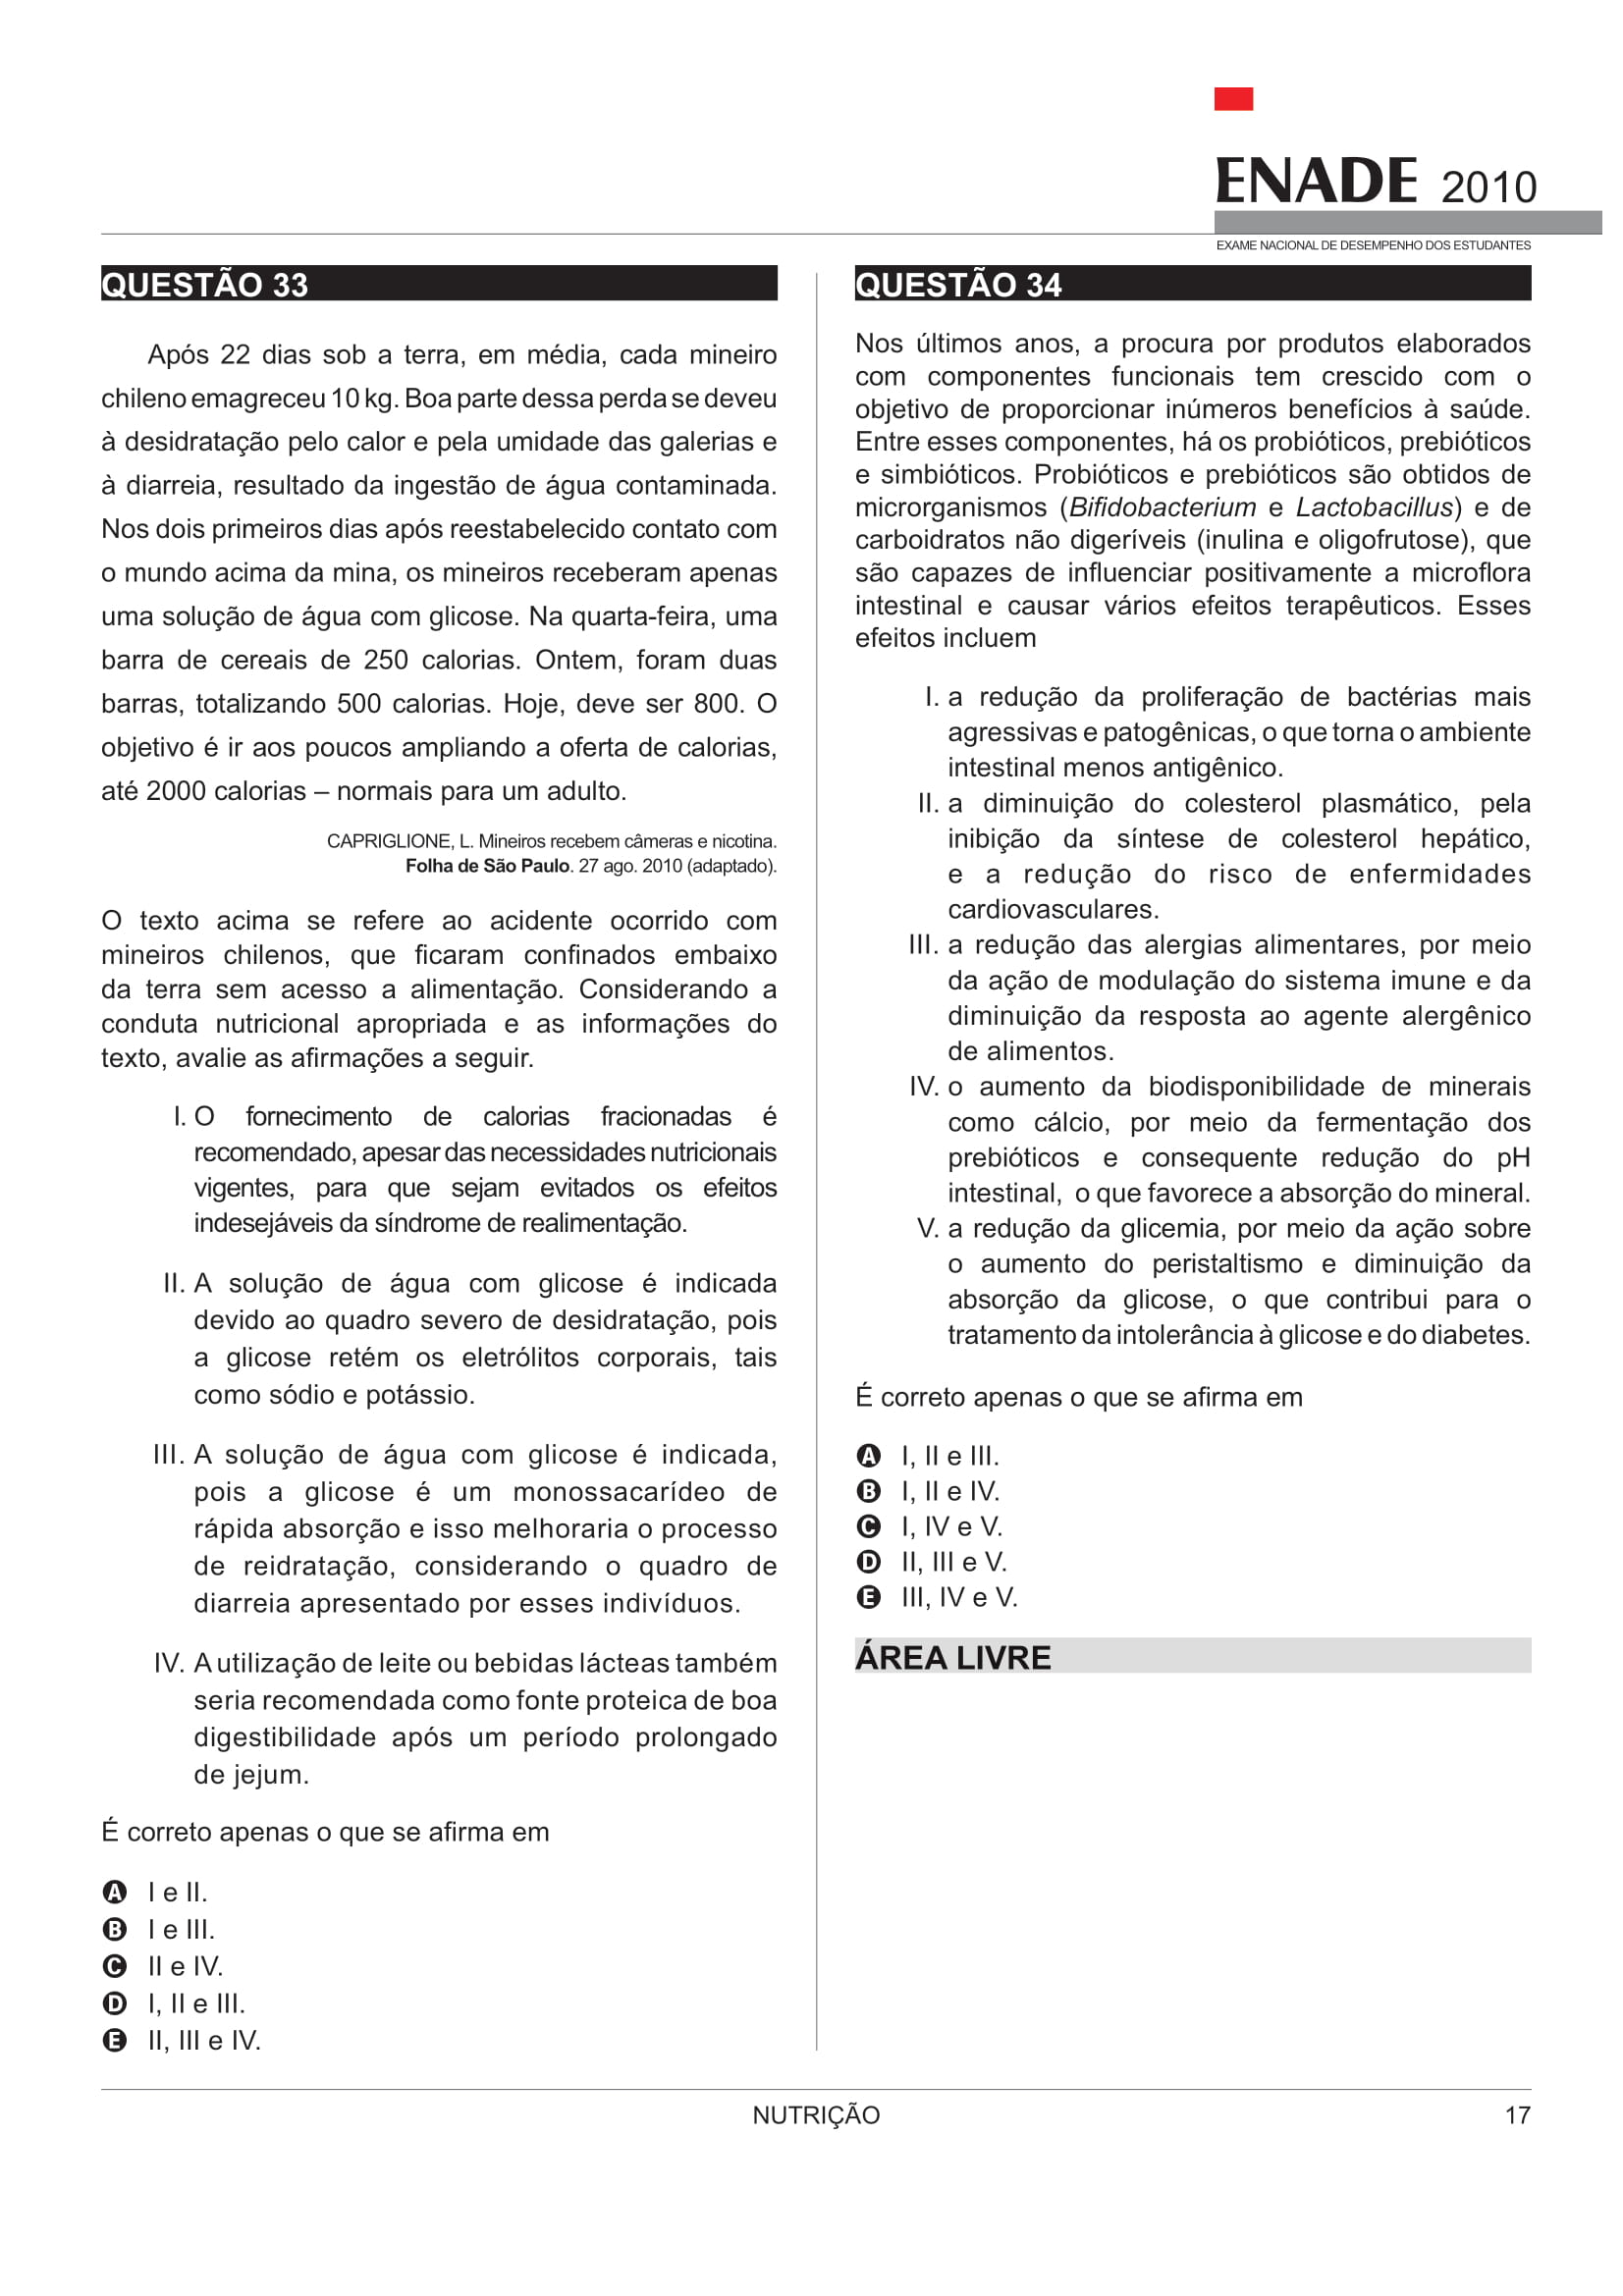 ENADE 2010
EXAME NACIONAL DE DESEMPENHO DOS ESTUDANTES
QUESTÃO 33
Após 22 dias sob a terra, em média, cada mineiro
chileno emagreceu 10 kg. Boa parte dessa perda se deveu
à desidratação pelo calor e pela umidade das galerias e
à diarreia, resultado da ingestão de água contaminada.
Nos dois primeiros dias após reestabelecido contato com
o mundo acima da mina, os mineiros receberam apenas
uma solução de água com glicose. Na quarta-feira, uma
barra de cereais de 250 calorias. Ontem, foram duas
barras, totalizando 500 calorias. Hoje, deve ser 800. O
objetivo é ir aos poucos ampliando a oferta de calorias,
até 2000 calorias – normais para um adulto.
CAPRIGLIONE, L. Mineiros recebem câmeras e nicotina.
Folha de São Paulo. 27 ago. 2010 (adaptado).
O texto acima se refere ao acidente ocorrido com
mineiros chilenos, que ficaram confinados embaixo
da terra sem acesso a alimentação. Considerando a
conduta nutricional apropriada e as informações do
texto, avalie as afirmações a seguir.
I. O fornecimento de calorias fracionadas é
recomendado, apesar das necessidades nutricionais
vigentes, para que sejam evitados os efeitos
indesejáveis da síndrome de realimentação.
II. A solução de água com glicose é indicada
devido ao quadro severo de desidratação, pois
a glicose retém os eletrólitos corporais, tais
como sódio e potássio.
III. A solução de água com glicose é indicada,
pois a glicose é um monossacarídeo de
rápida absorção e isso melhoraria o processo
de reidratação, considerando o quadro de
diarreia apresentado por esses indivíduos.
IV. A utilização de leite ou bebidas lácteas também
seria recomendada como fonte proteica de boa
digestibilidade após um período prolongado
de jejum.
É correto apenas o que se afirma em
A I e II.
B I e III.
C II e IV.
D I, II e III.
E II, III e IV.
QUESTÃO 34
Nos últimos anos, a procura por produtos elaborados
com componentes funcionais tem crescido com o
objetivo de proporcionar inúmeros benefícios à saúde.
Entre esses componentes, há os probióticos, prebióticos
e simbióticos. Probióticos e prebióticos são obtidos de
microrganismos (Bifidobacterium e Lactobacillus) e de
carboidratos não digeríveis (inulina e oligofrutose), que
são capazes de influenciar positivamente a microflora
intestinal e causar vários efeitos terapêuticos. Esses
efeitos incluem
I. a redução da proliferação de bactérias mais
agressivas e patogênicas, o que torna o ambiente
intestinal menos antigênico.
II. a diminuição do colesterol plasmático, pela
inibição da síntese de colesterol hepático,
e a redução do risco de enfermidades
cardiovasculares.
III. a redução das alergias alimentares, por meio
da ação de modulação do sistema imune e da
diminuição da resposta ao agente alergênico
de alimentos.
IV. o aumento da biodisponibilidade de minerais
como cálcio, por meio da fermentação dos
prebióticos e consequente redução do pH
intestinal, o que favorece a absorção do mineral.
V. a redução da glicemia, por meio da ação sobre
o aumento do peristaltismo e diminuição da
absorção da glicose, o que contribui para o
tratamento da intolerância à glicose e do diabetes.
É correto apenas o que se afirma em
A I, II e III.
B I, II e IV.
C I, IV e V.
D II, III e V.
E III, IV e V.
ÁREA LIVRE
NUTRIÇÃO
17